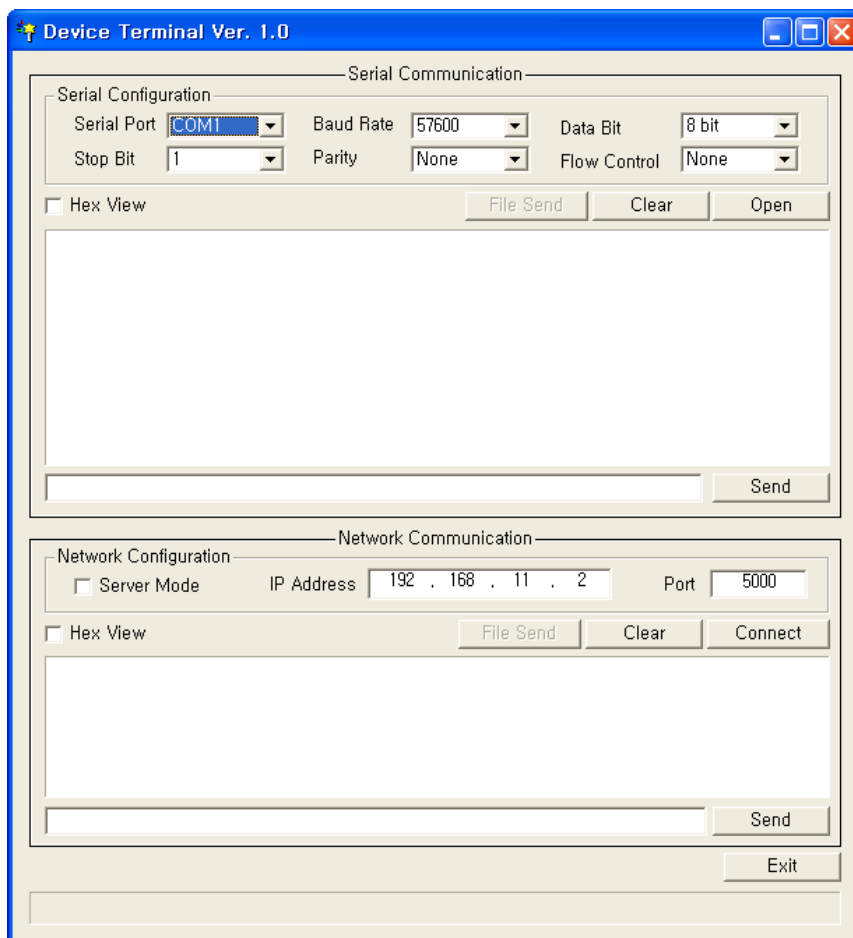 Device Terminal Ver. 1.0
Serial Communication
Serial Configuration
Serial Port COM1 Baud Rate 57600 Data Bit 8 bit
Stop Bit 1 Parity None Flow Control None
Hex View File Send Clear Open
Send
Network Communication
Network Configuration
Server Mode IP Address 192 . 168 . 11 . 2 Port 5000
Hex View File Send Clear Connect
Send
Exit